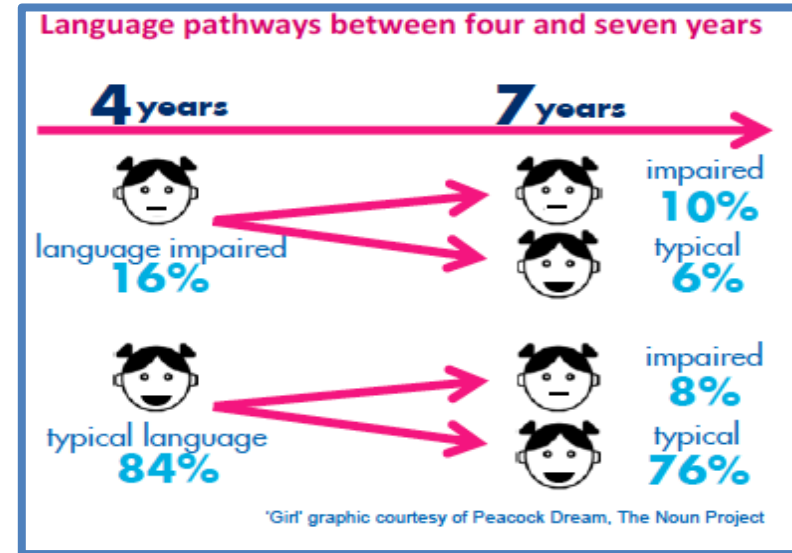 Language pathways between four and seven years
4 years
7 years
impaired
10%
language impaired
16%
typical
6%
impaired
8%
typical language
84%
typical
76%
'Girl' graphic courtesy of Peacock Dream, The Noun Project